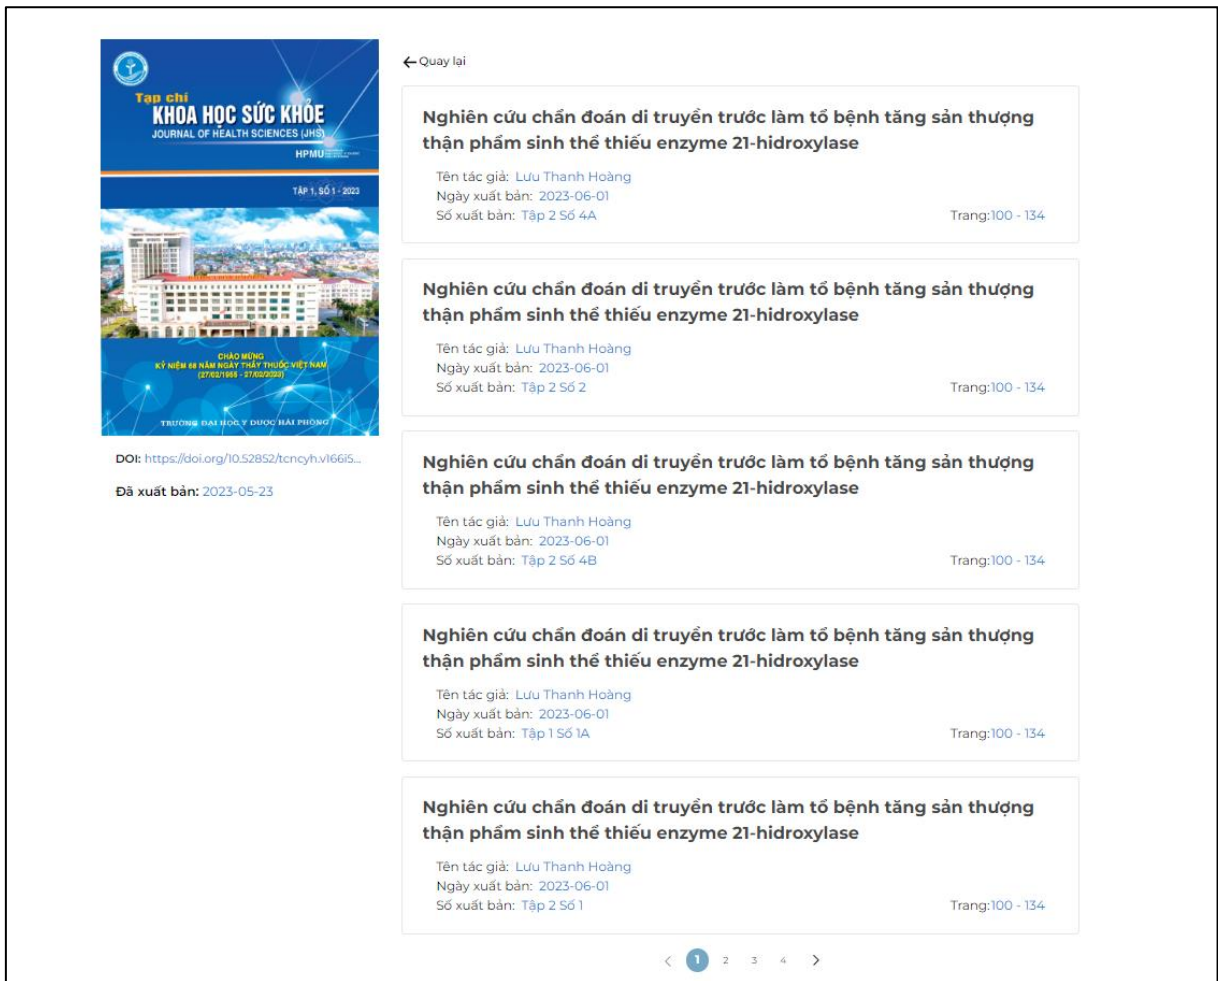 Tạp chí
KHOA HỌC SỨC KHỎE
JOURNAL OF HEALTH SCIENCES (JHS)
HPMU
TẬP 1, SỐ 1 - 2023
CHÀO MỪNG
KỶ NIỆM 68 NĂM NGÀY THẦY THUỐC VIỆT NAM
(27/02/1955 - 27/02/2023)
TRƯỜNG ĐẠI HỌC Y DƯỢC HẢI PHÒNG
DOI: https://doi.org/10.52852/tcncyh.v166i5...
Đã xuất bản: 2023-05-23
Quay lại
Nghiên cứu chẩn đoán di truyền trước làm tổ bệnh tăng sản thượng
thận phẩm sinh thể thiếu enzyme 21-hidroxylase
Tên tác giả: Lưu Thanh Hoàng
Ngày xuất bản: 2023-06-01
Số xuất bản: Tập 2 Số 4A Trang:100 - 134
Nghiên cứu chẩn đoán di truyền trước làm tổ bệnh tăng sản thượng
thận phẩm sinh thể thiếu enzyme 21-hidroxylase
Tên tác giả: Lưu Thanh Hoàng
Ngày xuất bản: 2023-06-01
Số xuất bản: Tập 2 Số 2 Trang:100 - 134
Nghiên cứu chẩn đoán di truyền trước làm tổ bệnh tăng sản thượng
thận phẩm sinh thể thiếu enzyme 21-hidroxylase
Tên tác giả: Lưu Thanh Hoàng
Ngày xuất bản: 2023-06-01
Số xuất bản: Tập 2 Số 4B Trang:100 - 134
Nghiên cứu chẩn đoán di truyền trước làm tổ bệnh tăng sản thượng
thận phẩm sinh thể thiếu enzyme 21-hidroxylase
Tên tác giả: Lưu Thanh Hoàng
Ngày xuất bản: 2023-06-01
Số xuất bản: Tập 1 Số 1A Trang:100 - 134
Nghiên cứu chẩn đoán di truyền trước làm tổ bệnh tăng sản thượng
thận phẩm sinh thể thiếu enzyme 21-hidroxylase
Tên tác giả: Lưu Thanh Hoàng
Ngày xuất bản: 2023-06-01
Số xuất bản: Tập 2 Số 1 Trang:100 - 134
1 2 3 4